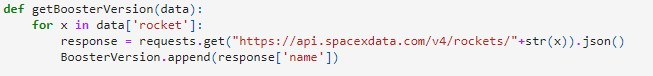 def getBoosterVersion(data):
    for x in data['rocket']:
        response = requests.get("https://api.spacexdata.com/v4/rockets/"+str(x)).json()
        BoosterVersion.append(response['name'])